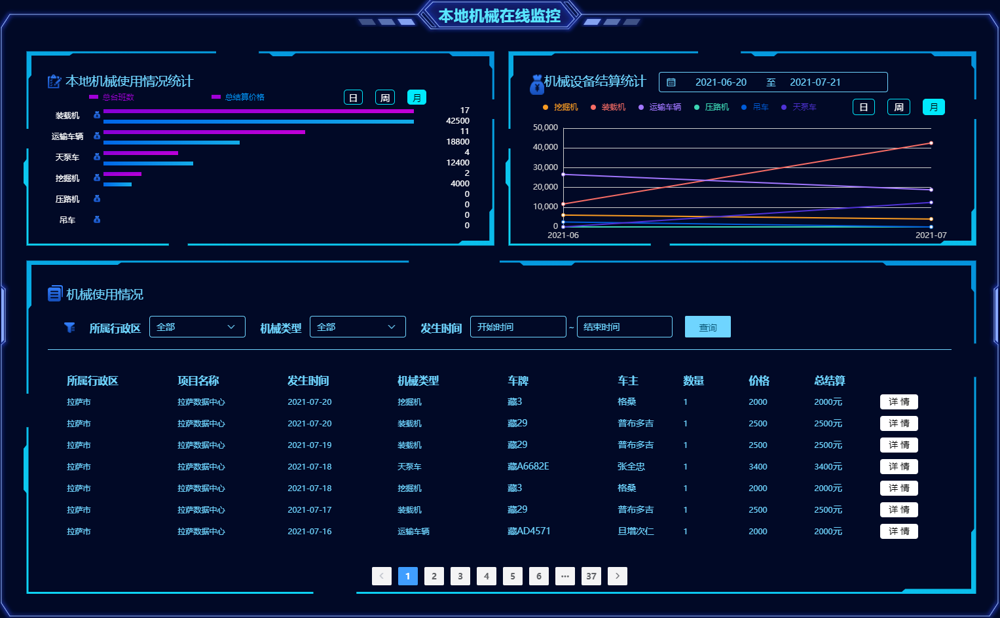 本地机械在线监控
本地机械使用情况统计
总台班数 总结算价格 日 周 月
装载机 17
42500
运输车辆 11
18800
天泵车 4
12400
挖掘机 2
4000
压路机 0
0
吊车 0
0
机械设备结算统计 2021-06-20 至 2021-07-21
挖掘机 装载机 运输车辆 压路机 吊车 天泵车 日 周 月
50,000
40,000
30,000
20,000
10,000
0
2021-06 2021-07
机械使用情况
所属行政区 全部 机械类型 全部 发生时间 开始时间 ~ 结束时间 查询
所属行政区 项目名称 发生时间 机械类型 车牌 车主 数量 价格 总结算
拉萨市 拉萨数据中心 2021-07-20 挖掘机 藏3 格桑 1 2000 2000元 详 情
拉萨市 拉萨数据中心 2021-07-20 装载机 藏29 普布多吉 1 2500 2500元 详 情
拉萨市 拉萨数据中心 2021-07-19 装载机 藏29 普布多吉 1 2500 2500元 详 情
拉萨市 拉萨数据中心 2021-07-18 天泵车 藏A6682E 张全忠 1 3400 3400元 详 情
拉萨市 拉萨数据中心 2021-07-18 挖掘机 藏3 格桑 1 2000 2000元 详 情
拉萨市 拉萨数据中心 2021-07-17 装载机 藏29 普布多吉 1 2500 2500元 详 情
拉萨市 拉萨数据中心 2021-07-16 运输车辆 藏AD4571 旦增次仁 1 2000 2000元 详 情
< 1 2 3 4 5 6 ··· 37 >